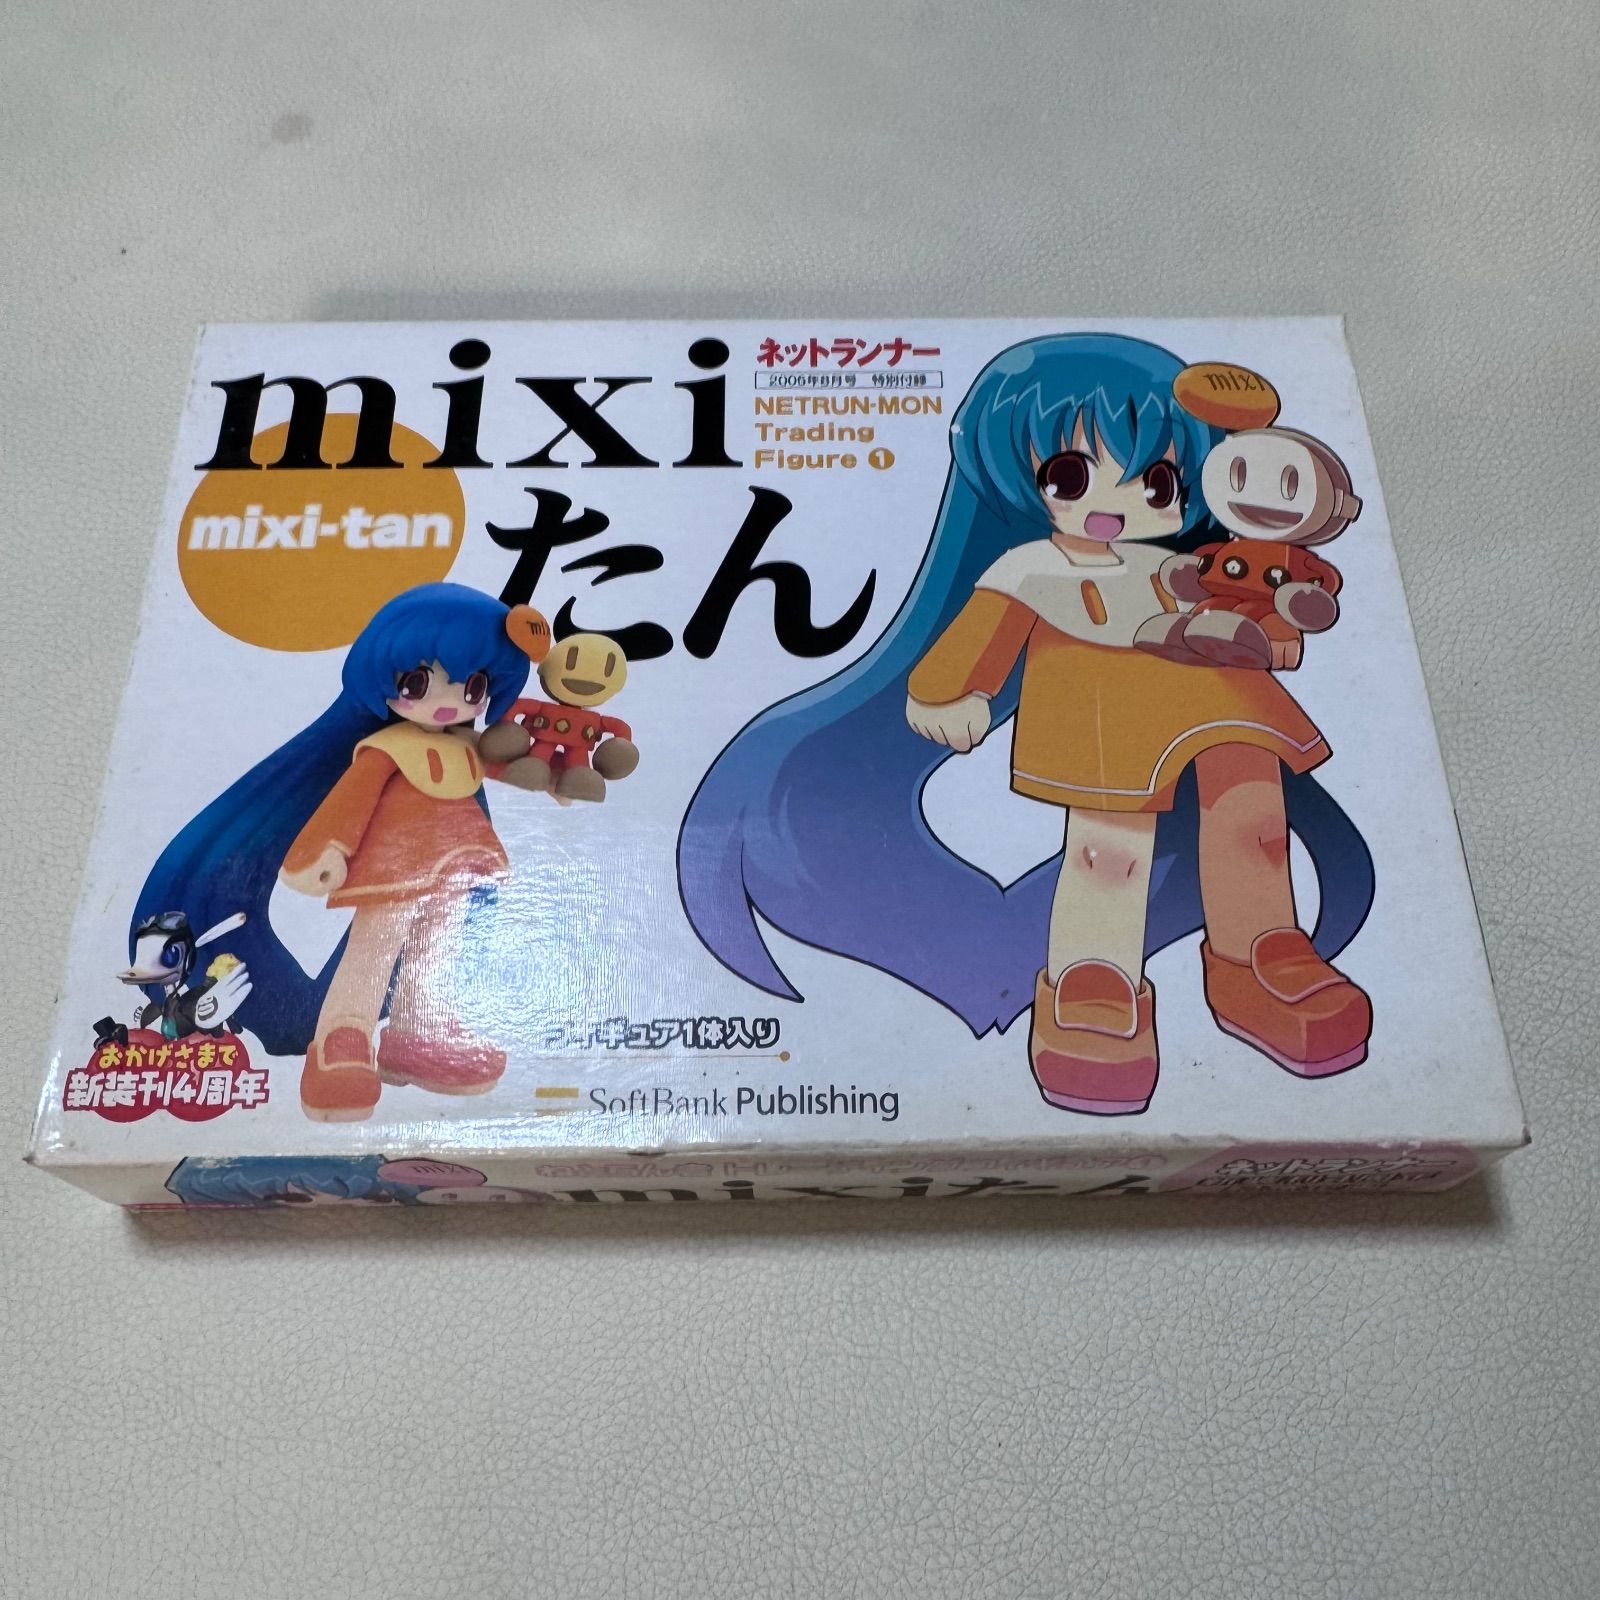 mixi
たん
mixi-tan
ネットランナー
2005年8月号 特別付録
NETRUN-MON
Trading
Figure 1
mixi
mixi
おかげさまで
新装刊4周年
フィギュア1体入り
SoftBank Publishing
mixi
mixiたん
ネットランナー